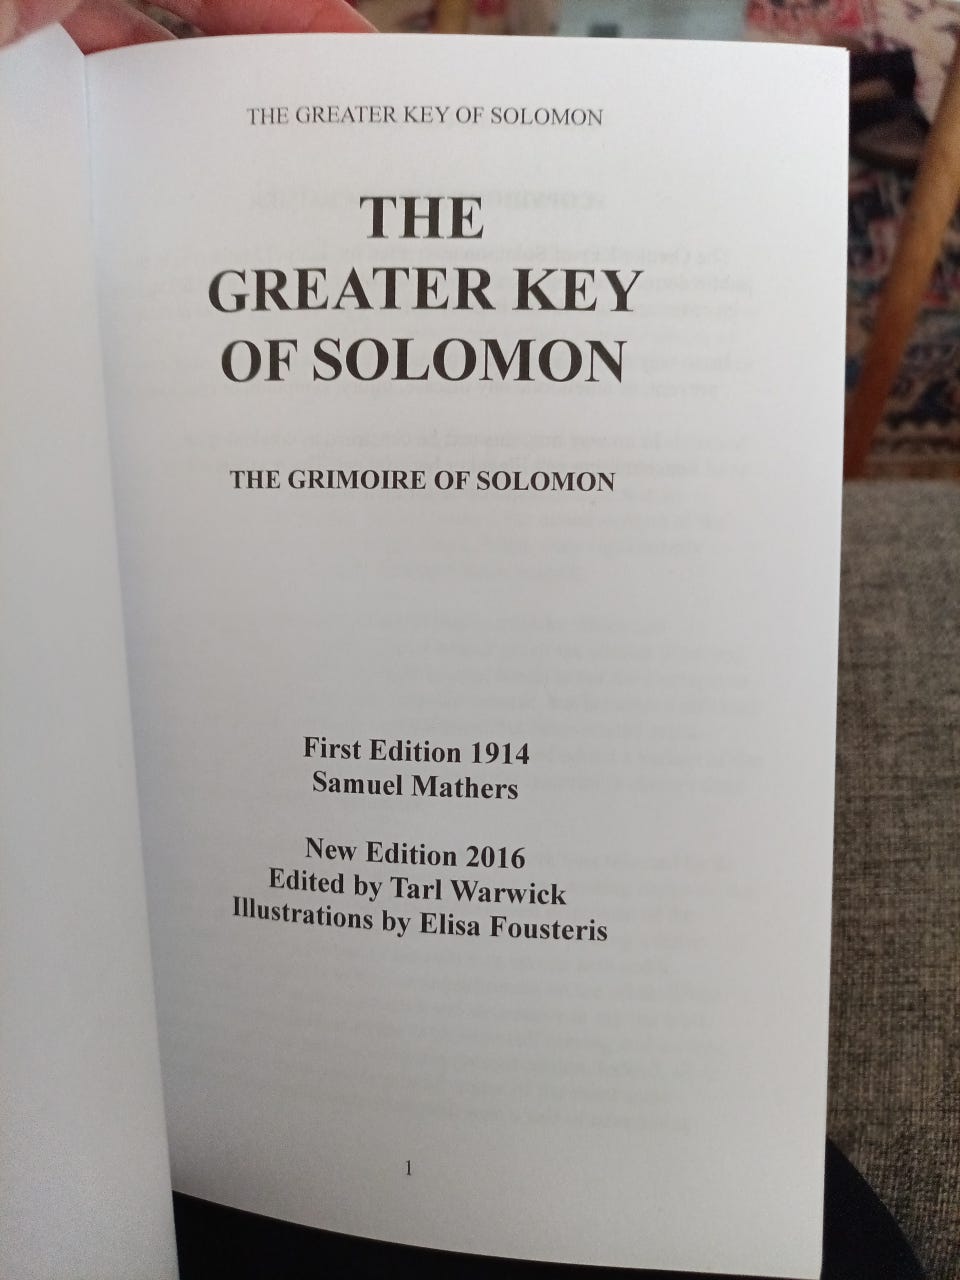 THE GREATER KEY OF SOLOMON
THE
GREATER KEY
OF SOLOMON
THE GRIMOIRE OF SOLOMON
First Edition 1914
Samuel Mathers
New Edition 2016
Edited by Tarl Warwick
Illustrations by Elisa Fousteris
1